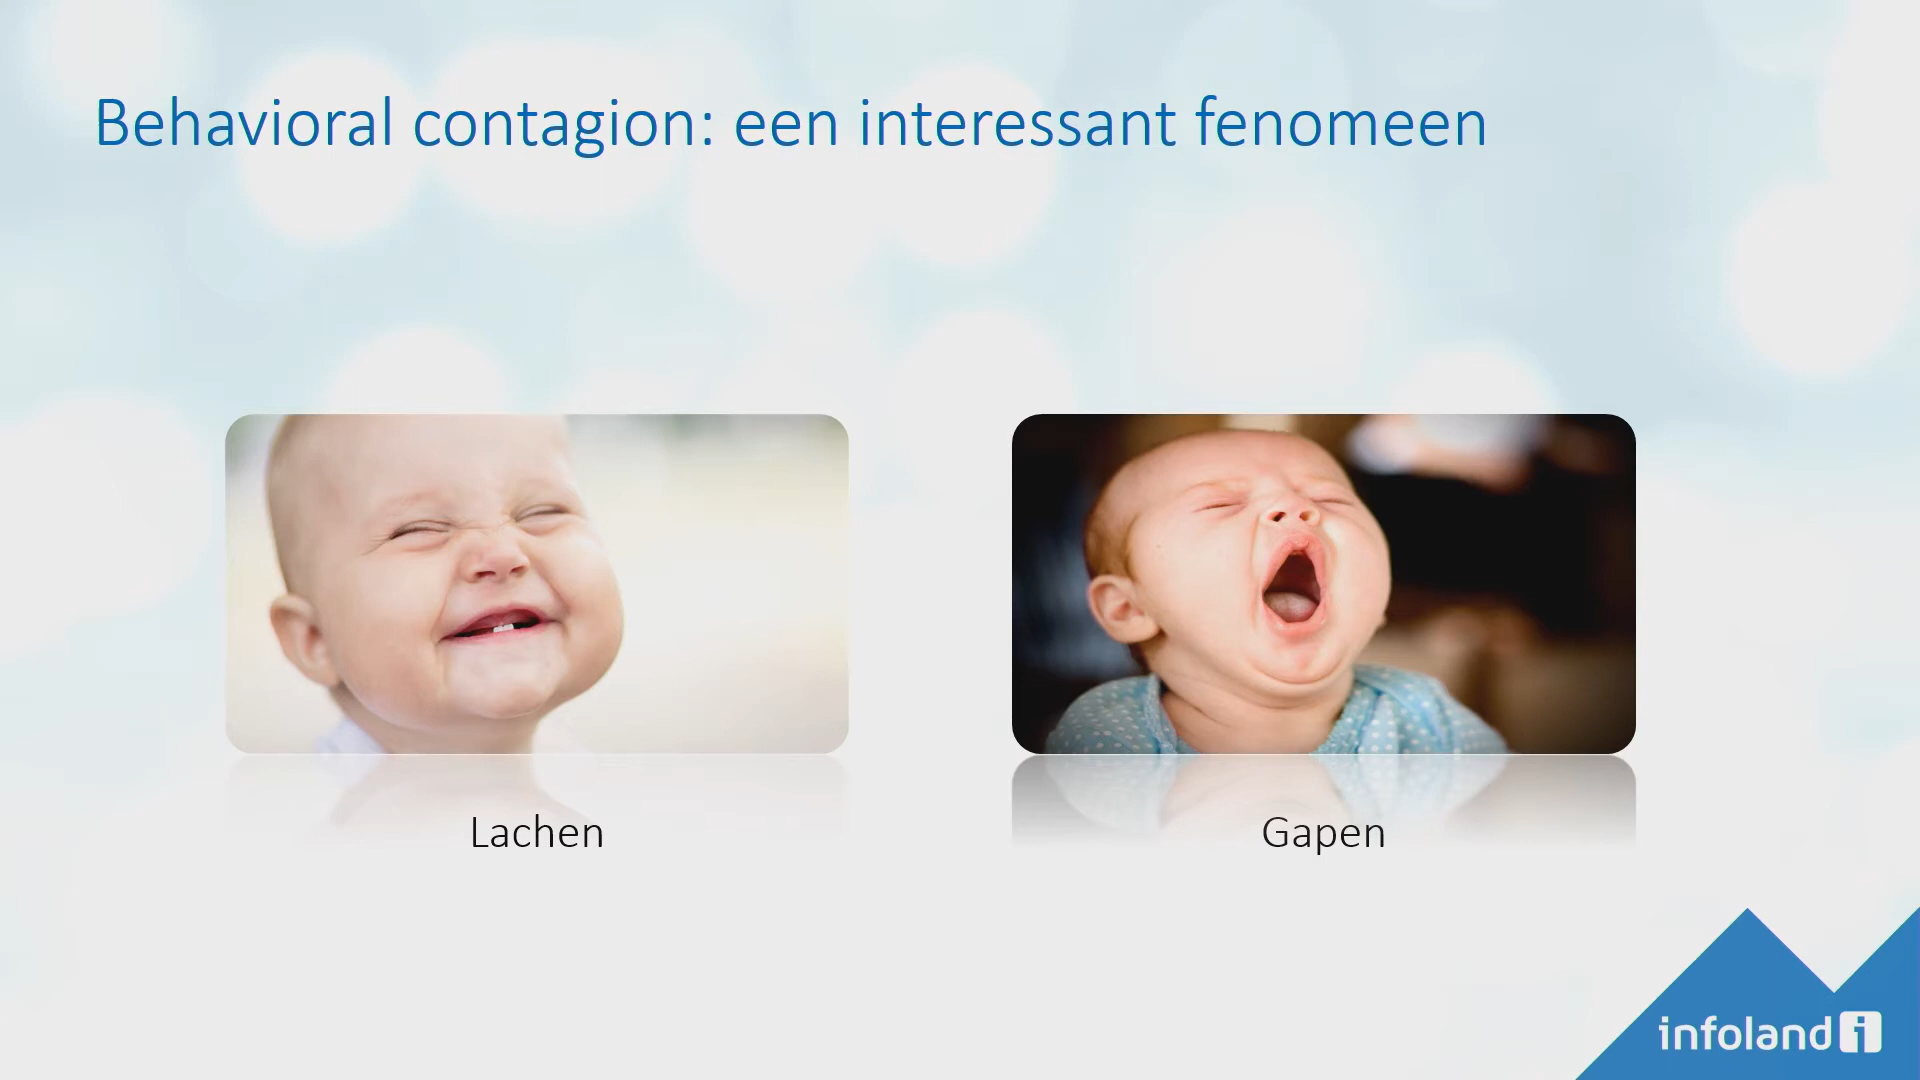 Behavioral contagion: een interessant fenomeen
Lachen
Gapen
infoland